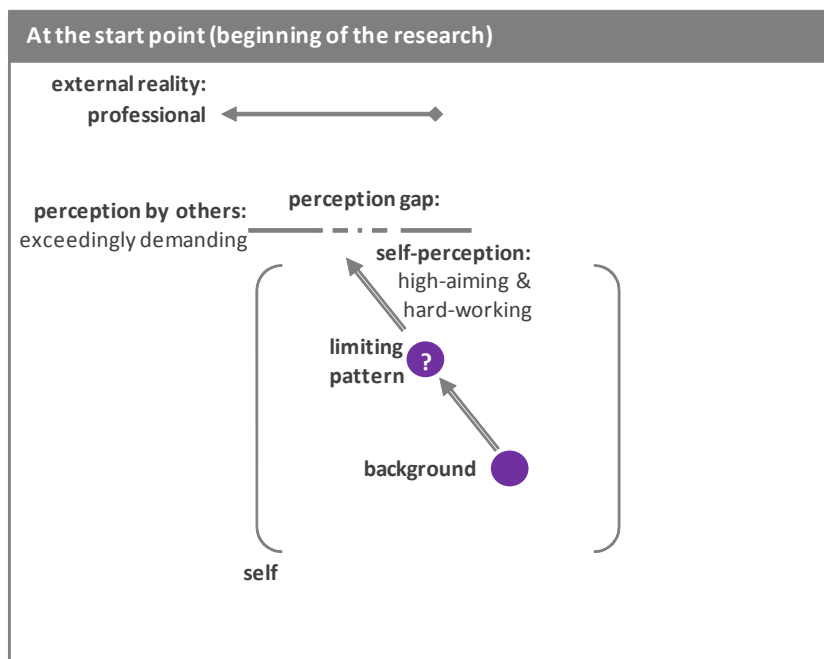 At the start point (beginning of the research)
external reality:
professional
perception gap:
perception by others:
exceedingly demanding
self-perception:
high-aiming &
hard-working
limiting
pattern
?
background
self